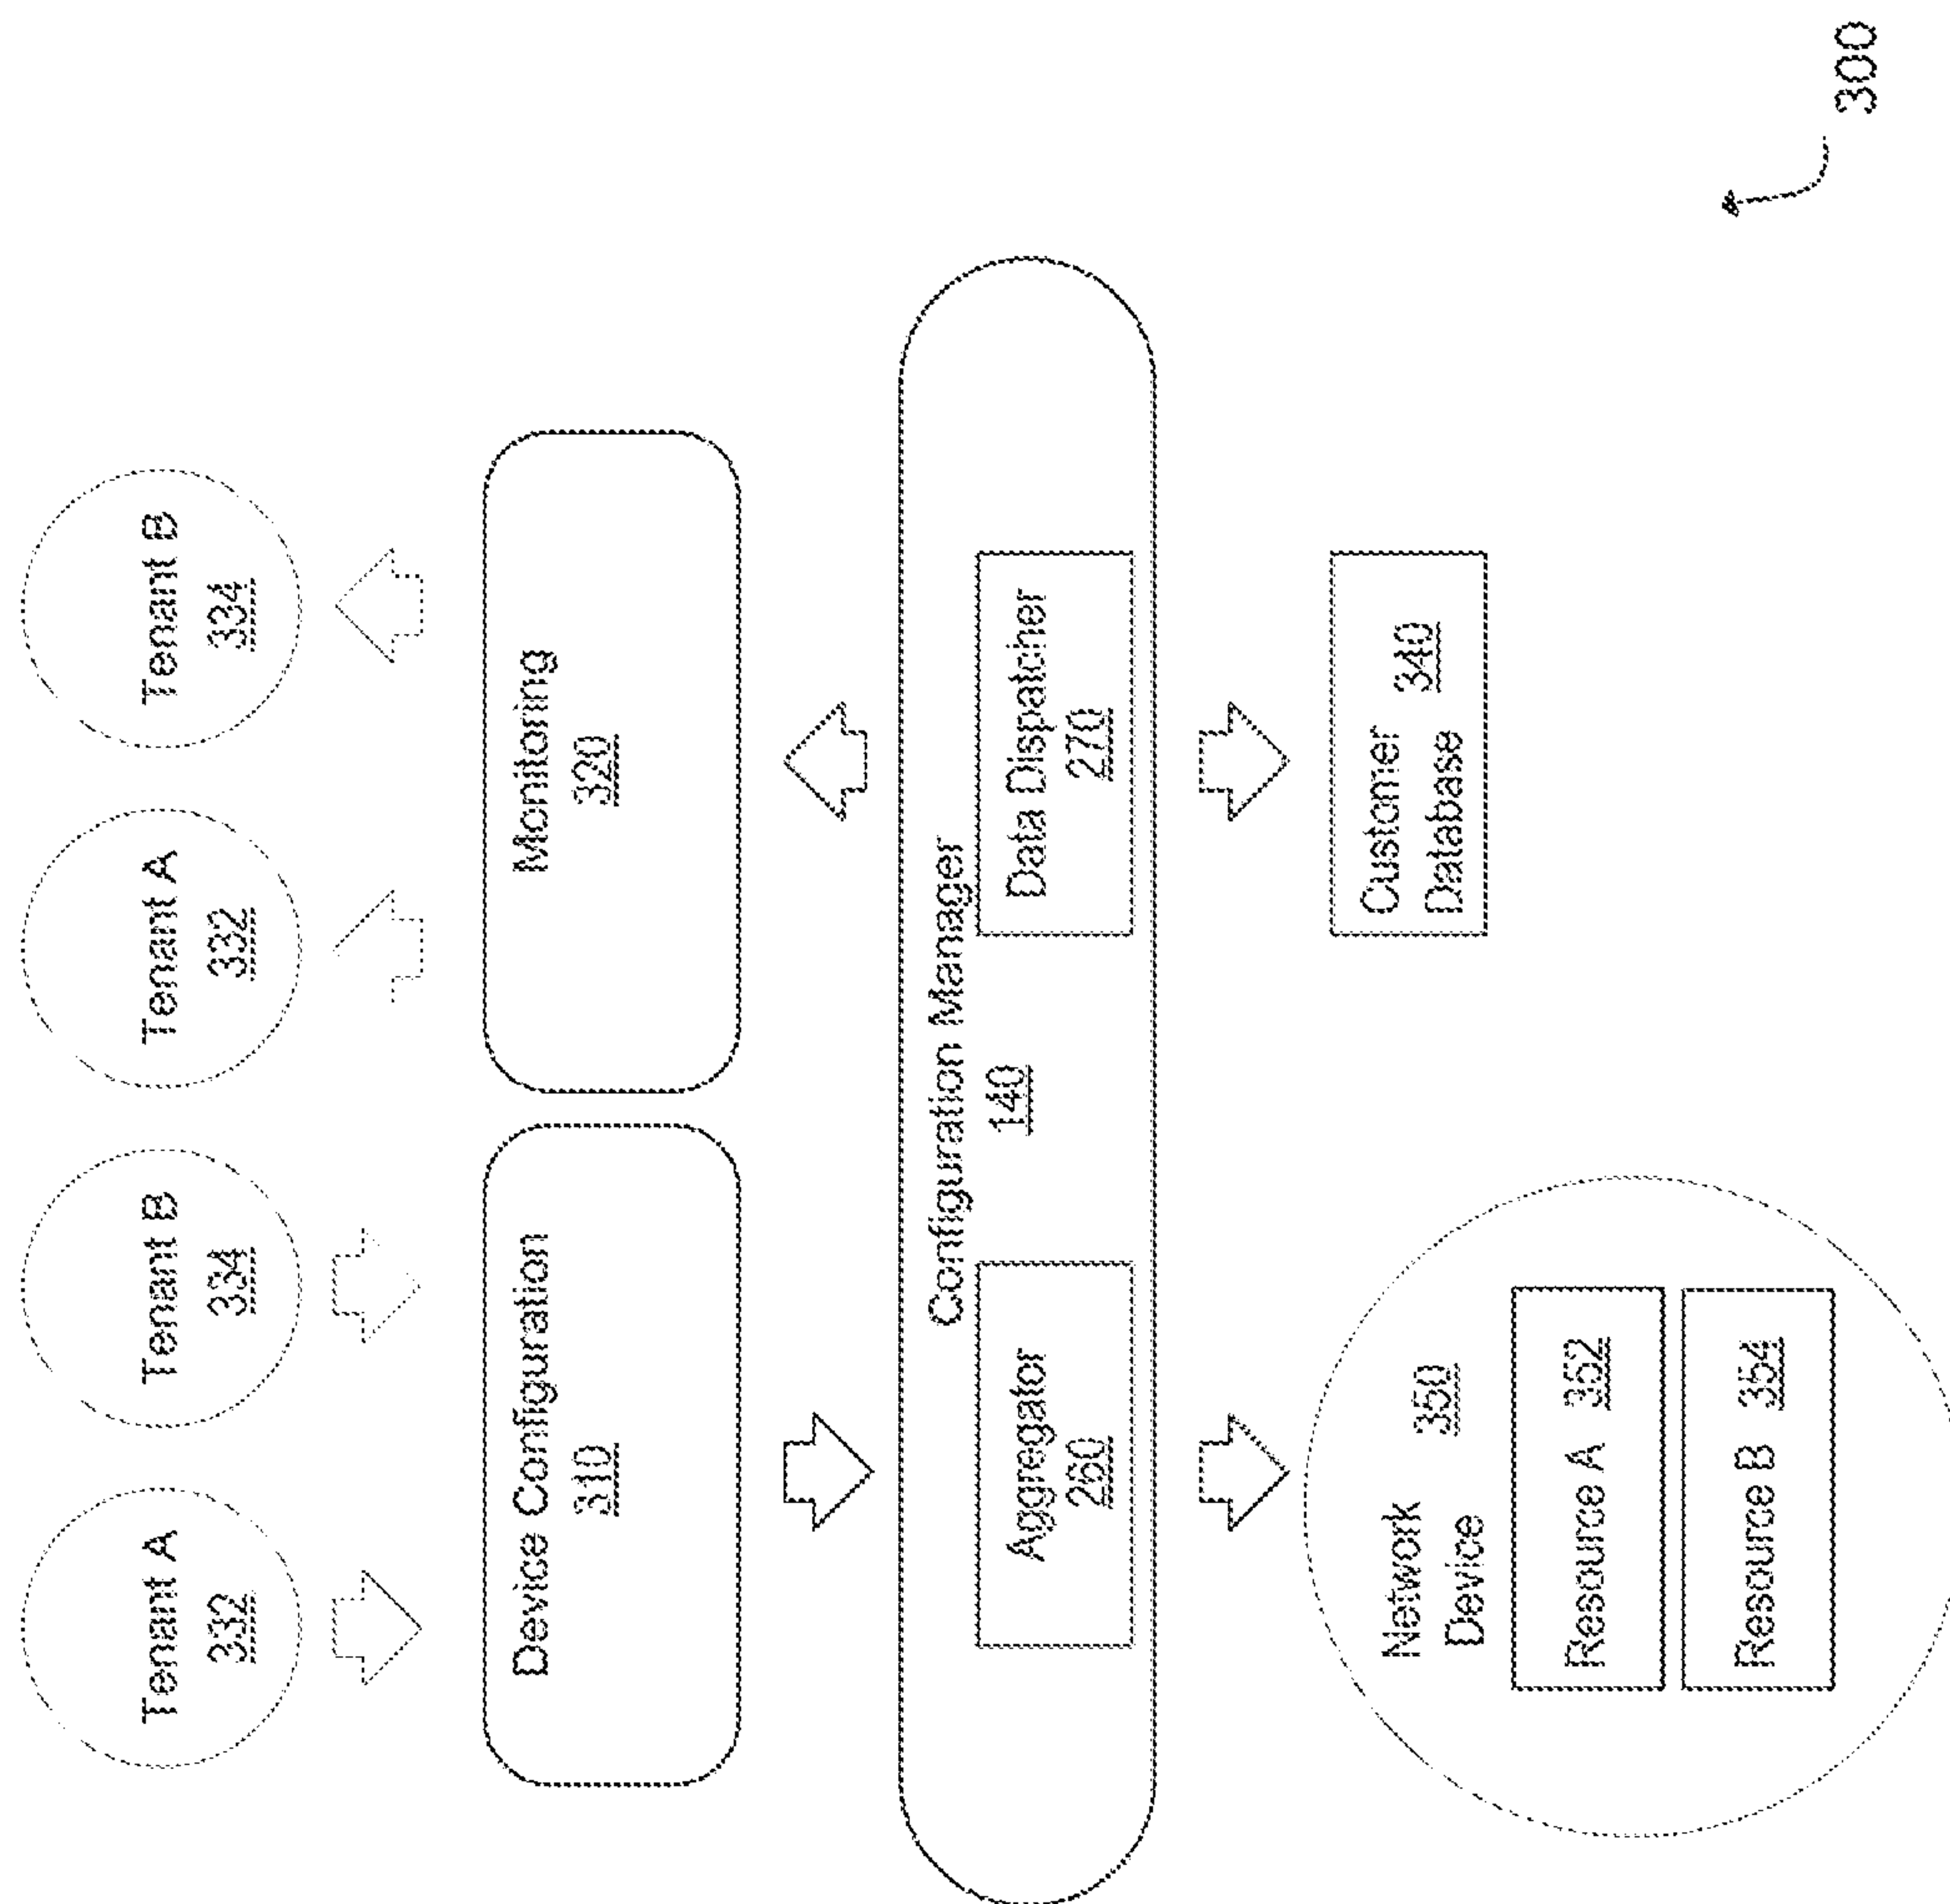 Tenant A
332
Tenant B
334
Tenant A
332
Tenant B
334
Device Configuration
310
Monitoring
320
Configuration Manager
140
Aggregator
260
Data Dispatcher
270
Network
Device
350
Resource A 352
Resource B 354
Customer
Database
340
300